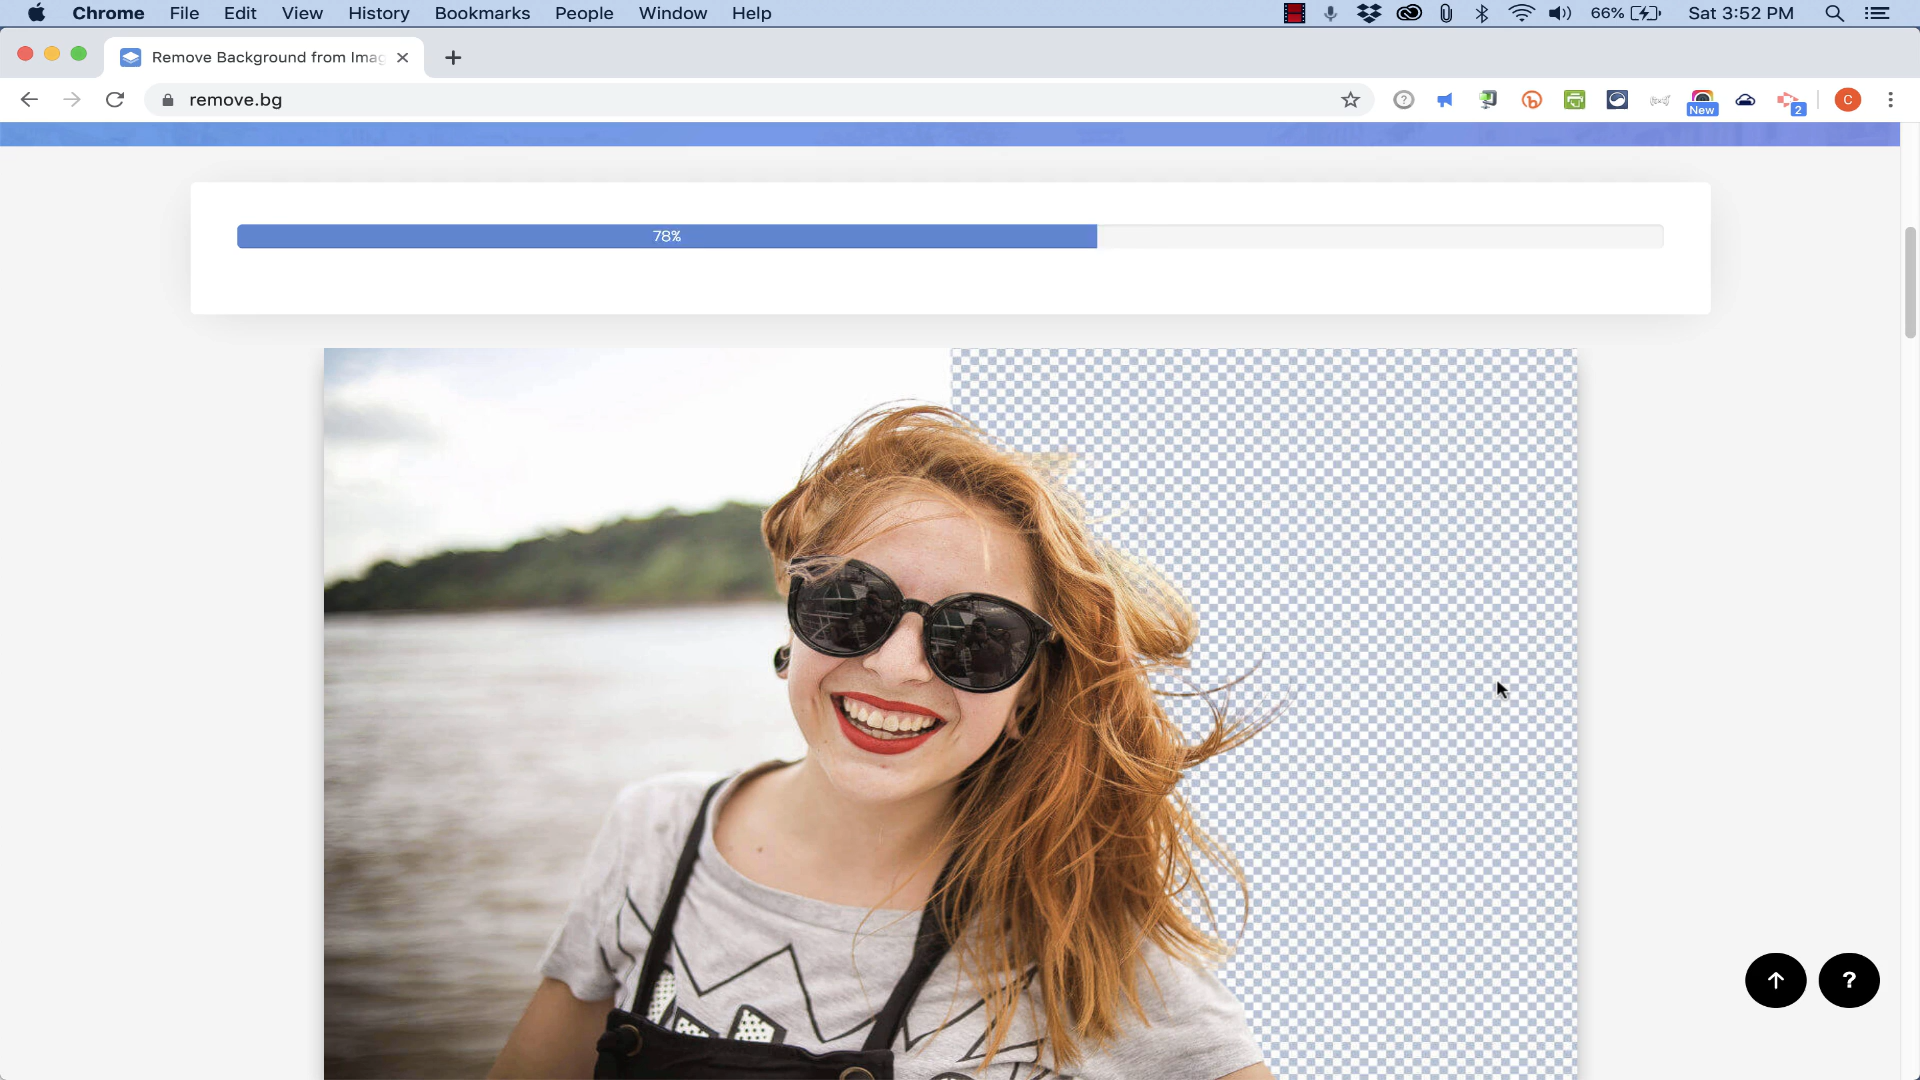 Chrome File Edit View History Bookmarks People Window Help 66% Sat 3:52 PM
Remove Background from Imag
remove.bg
New
2
C
78%
?